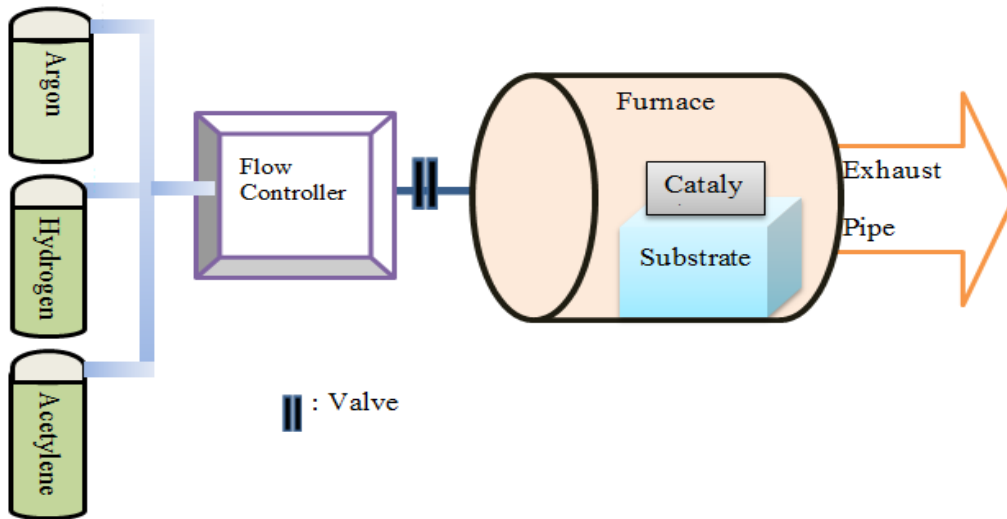 Argon
Hydrogen
Acetylene
Flow
Controller
: Valve
Furnace
Cataly
Substrate
Exhaust
Pipe